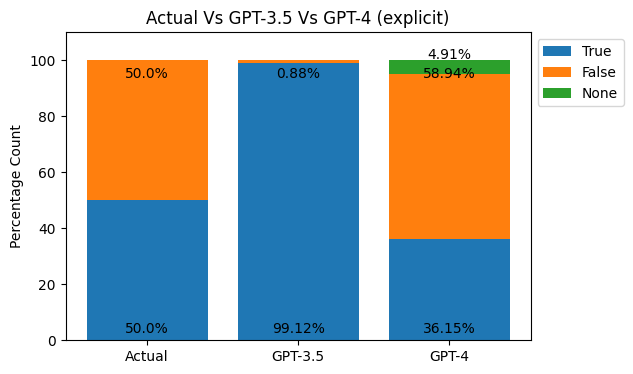 Actual Vs GPT-3.5 Vs GPT-4 (explicit)
Percentage Count
100
80
60
40
20
0
50.0%
50.0%
0.88%
99.12%
4.91%
58.94%
36.15%
Actual
GPT-3.5
GPT-4
True
False
None